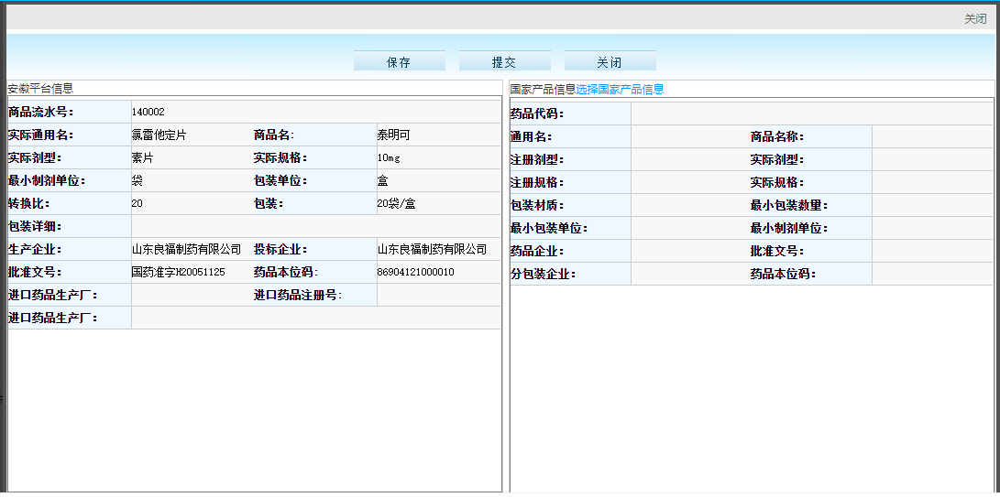 关闭
保存 提交 关闭
安徽平台信息
商品流水号: 140002
实际通用名: 氯雷他定片 商品名: 泰明可
实际剂型: 素片 实际规格: 10mg
最小制剂单位: 袋 包装单位: 盒
转换比: 20 包装: 20袋/盒
包装详细:
生产企业: 山东良福制药有限公司 投标企业: 山东良福制药有限公司
批准文号: 国药准字H20051125 药品本位码: 86904121000010
进口药品生产厂: 进口药品注册号:
进口药品生产厂:
国家产品信息选择国家产品信息
药品代码:
通用名: 商品名称:
注册剂型: 实际剂型:
注册规格: 实际规格:
包装材质: 最小包装数量:
最小包装单位: 最小制剂单位:
药品企业: 批准文号:
分包装企业: 药品本位码: